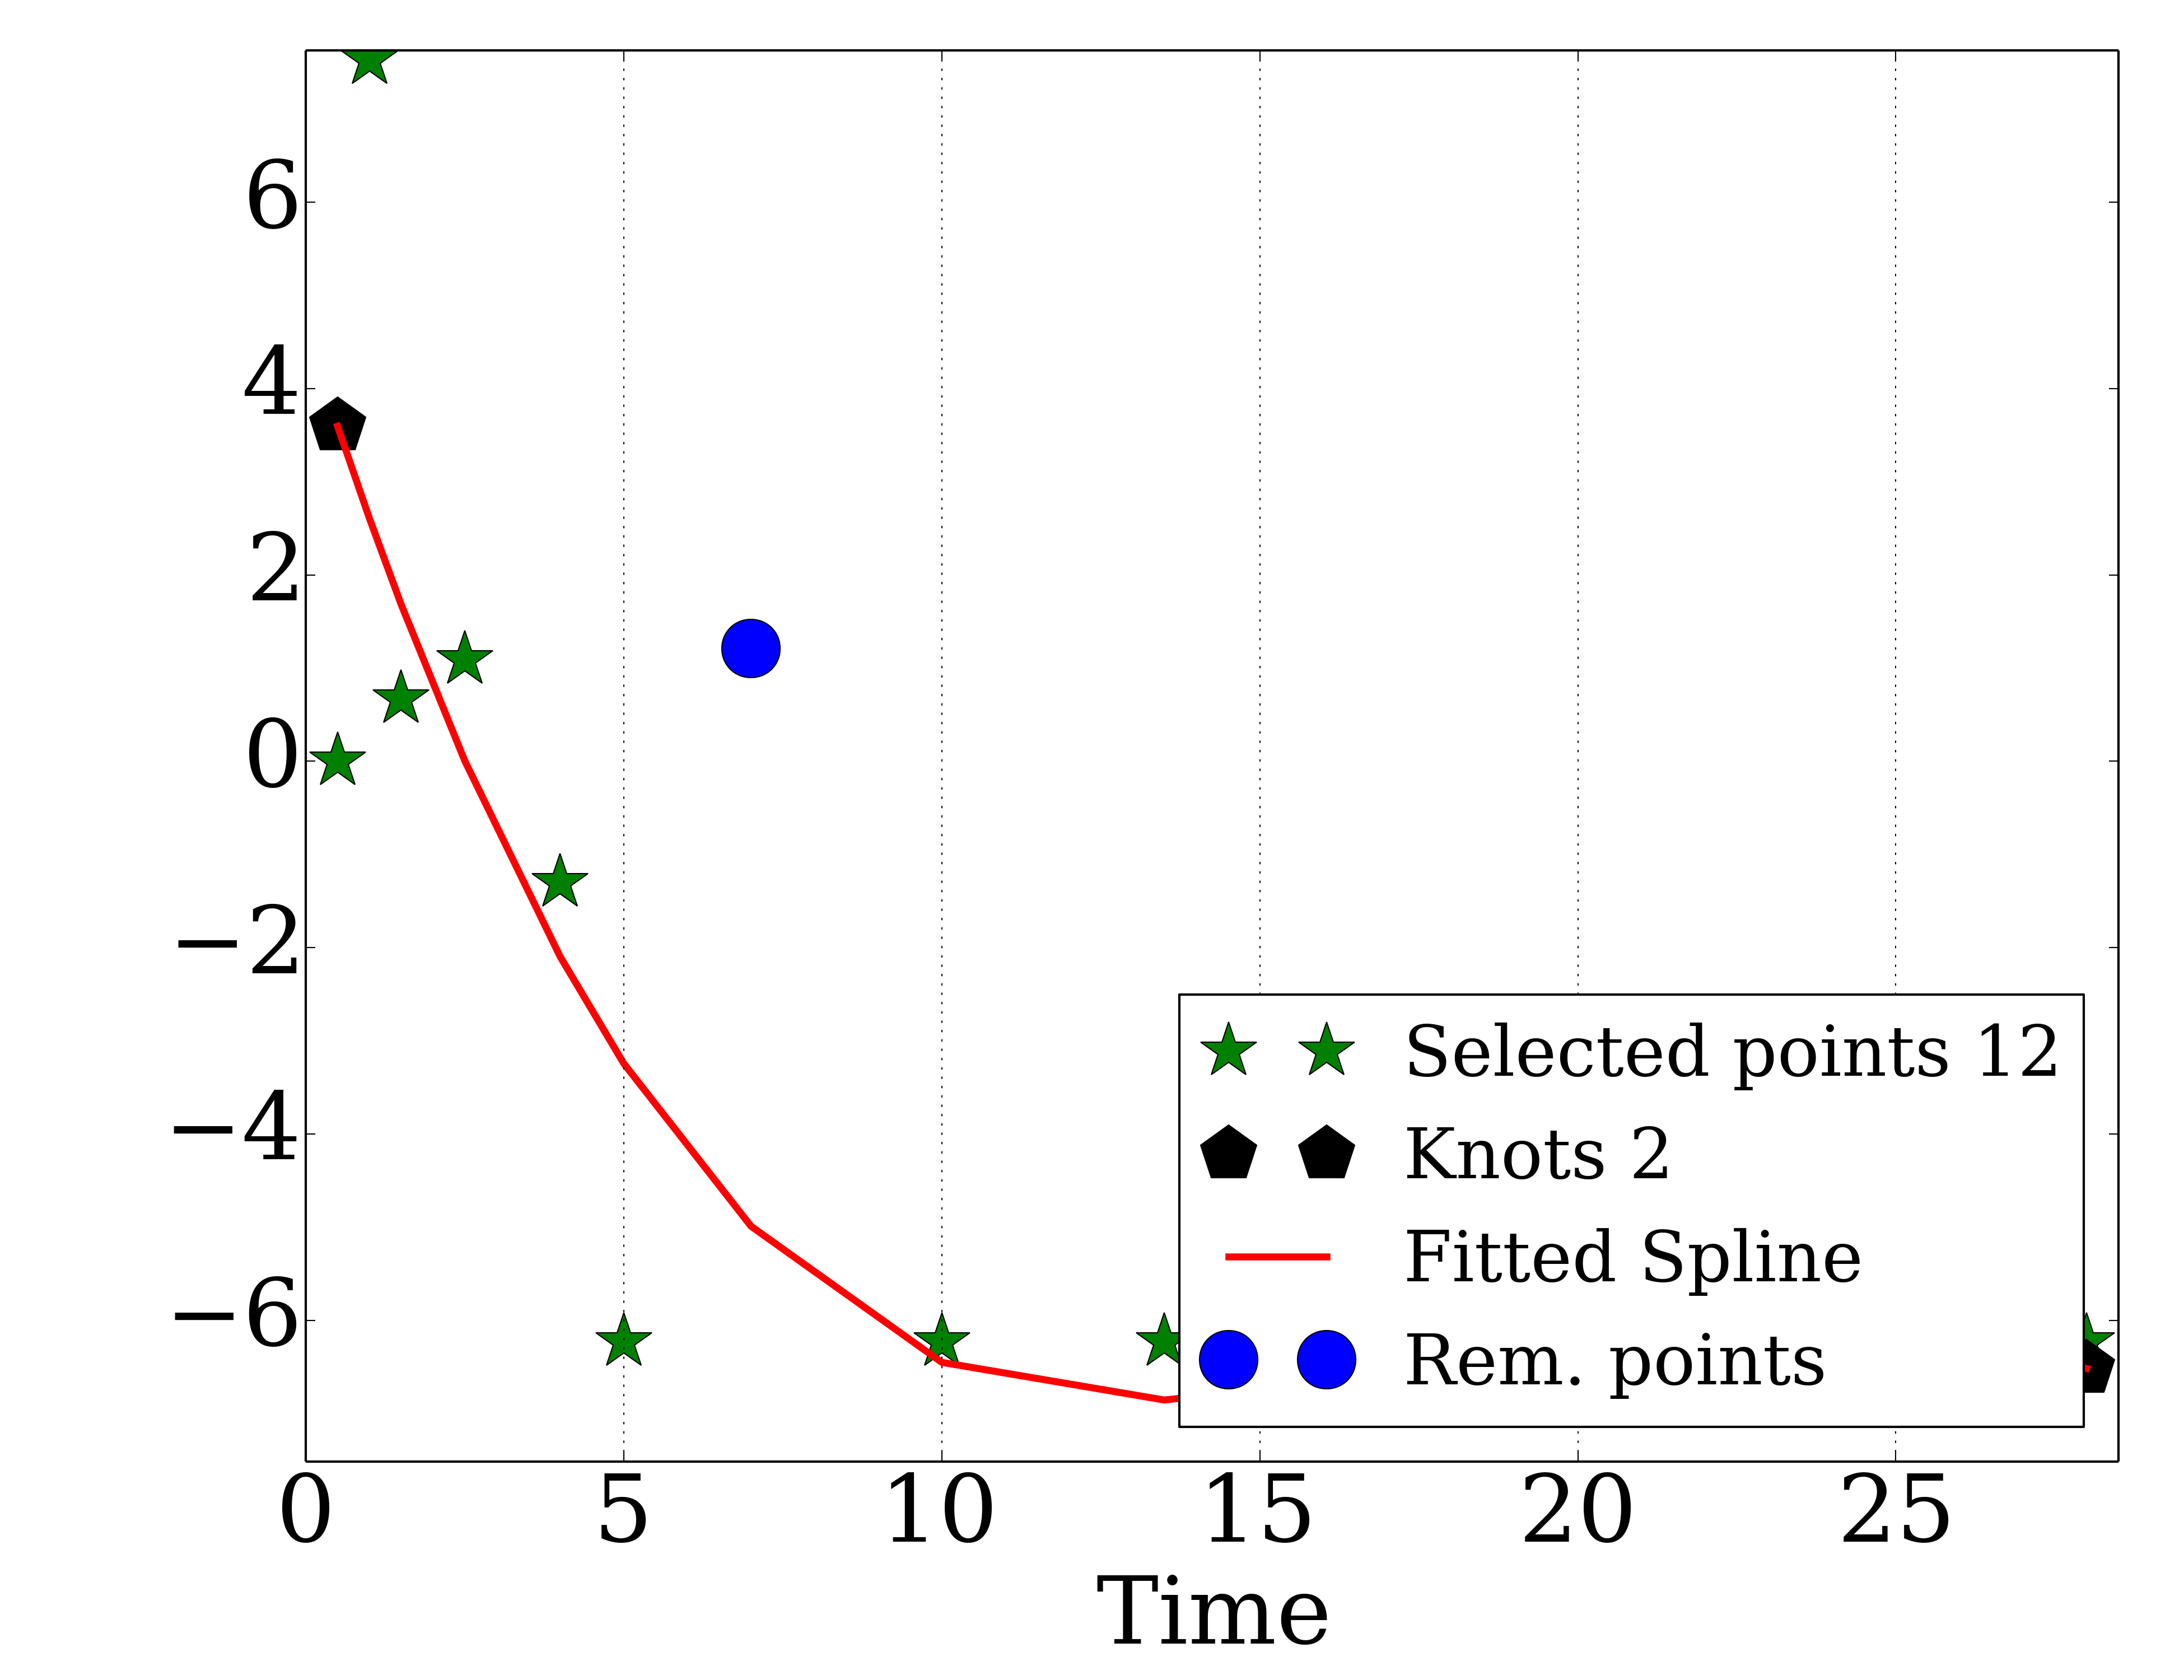 6
4
2
0
−2
−4
−6
Selected points 12
Knots 2
Fitted Spline
Rem. points
0 5 10 15 20 25
Time